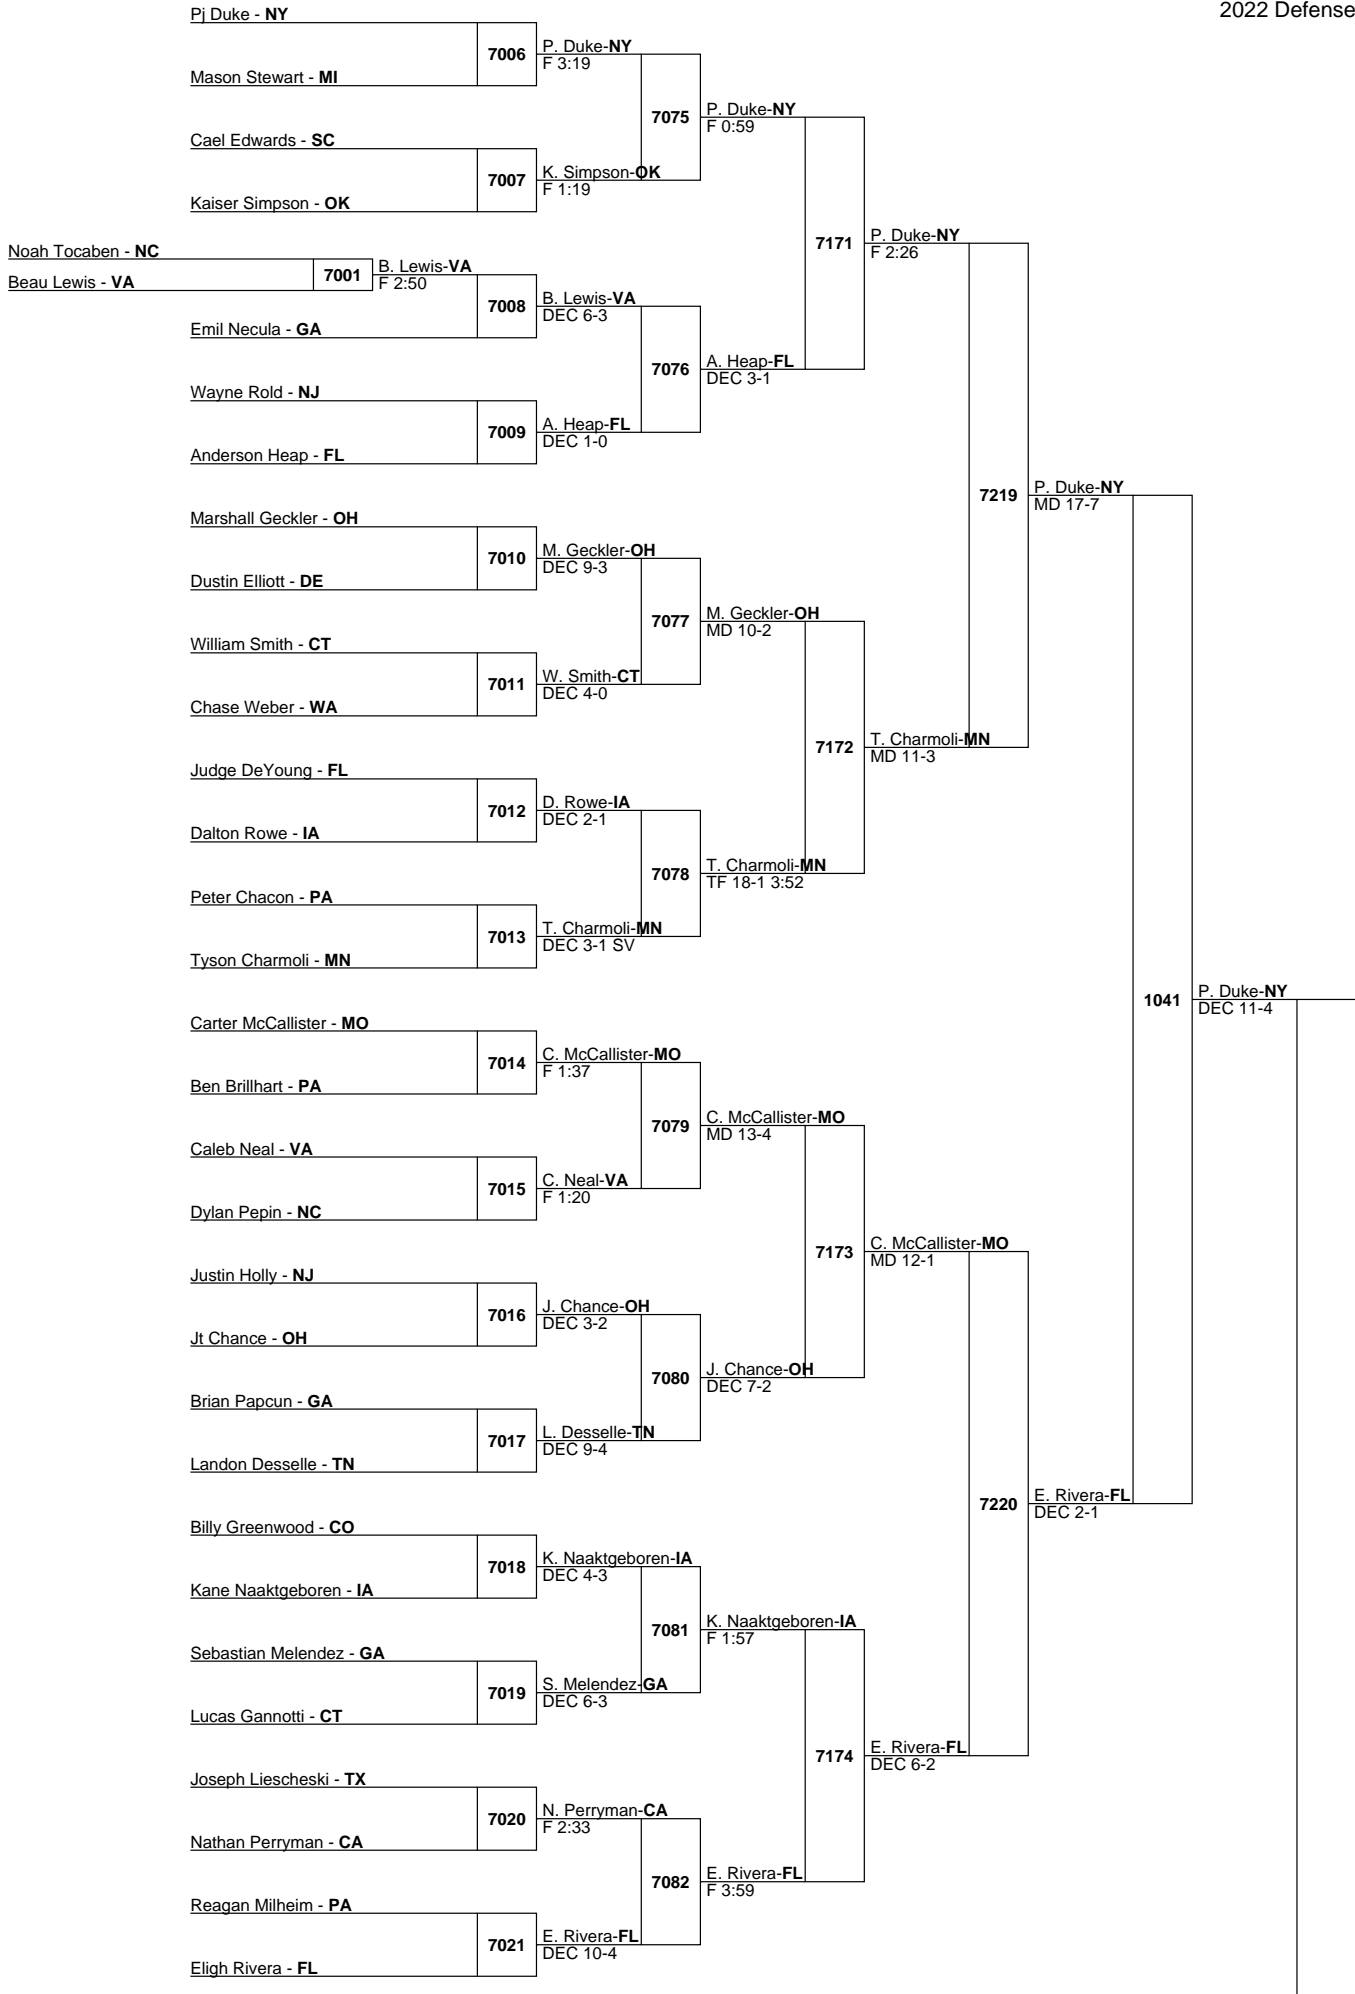 2022 Defense
Pj Duke - NY
7006
P. Duke-NY
F 3:19
Mason Stewart - MI
7075
P. Duke-NY
F 0:59
Cael Edwards - SC
7007
K. Simpson-OK
F 1:19
Kaiser Simpson - OK
7171
P. Duke-NY
F 2:26
Noah Tocaben - NC
7001
B. Lewis-VA
F 2:50
Beau Lewis - VA
7008
B. Lewis-VA
DEC 6-3
Emil Necula - GA
7076
A. Heap-FL
DEC 3-1
Wayne Rold - NJ
7009
A. Heap-FL
DEC 1-0
Anderson Heap - FL
7219
P. Duke-NY
MD 17-7
Marshall Geckler - OH
7010
M. Geckler-OH
DEC 9-3
Dustin Elliott - DE
7077
M. Geckler-OH
MD 10-2
William Smith - CT
7011
W. Smith-CT
DEC 4-0
Chase Weber - WA
7172
T. Charmoli-MN
MD 11-3
Judge DeYoung - FL
7012
D. Rowe-IA
DEC 2-1
Dalton Rowe - IA
7078
T. Charmoli-MN
TF 18-1 3:52
Peter Chacon - PA
7013
T. Charmoli-MN
DEC 3-1 SV
Tyson Charmoli - MN
1041
P. Duke-NY
DEC 11-4
Carter McCallister - MO
7014
C. McCallister-MO
F 1:37
Ben Brillhart - PA
7079
C. McCallister-MO
MD 13-4
Caleb Neal - VA
7015
C. Neal-VA
F 1:20
Dylan Pepin - NC
7173
C. McCallister-MO
MD 12-1
Justin Holly - NJ
7016
J. Chance-OH
DEC 3-2
Jt Chance - OH
7080
J. Chance-OH
DEC 7-2
Brian Papcun - GA
7017
L. Desselle-TN
DEC 9-4
Landon Desselle - TN
7220
E. Rivera-FL
DEC 2-1
Billy Greenwood - CO
7018
K. Naaktgeboren-IA
DEC 4-3
Kane Naaktgeboren - IA
7081
K. Naaktgeboren-IA
F 1:57
Sebastian Melendez - GA
7019
S. Melendez-GA
DEC 6-3
Lucas Gannotti - CT
7174
E. Rivera-FL
DEC 6-2
Joseph Liescheski - TX
7020
N. Perryman-CA
F 2:33
Nathan Perryman - CA
7082
E. Rivera-FL
F 3:59
Reagan Milheim - PA
7021
E. Rivera-FL
DEC 10-4
Eligh Rivera - FL